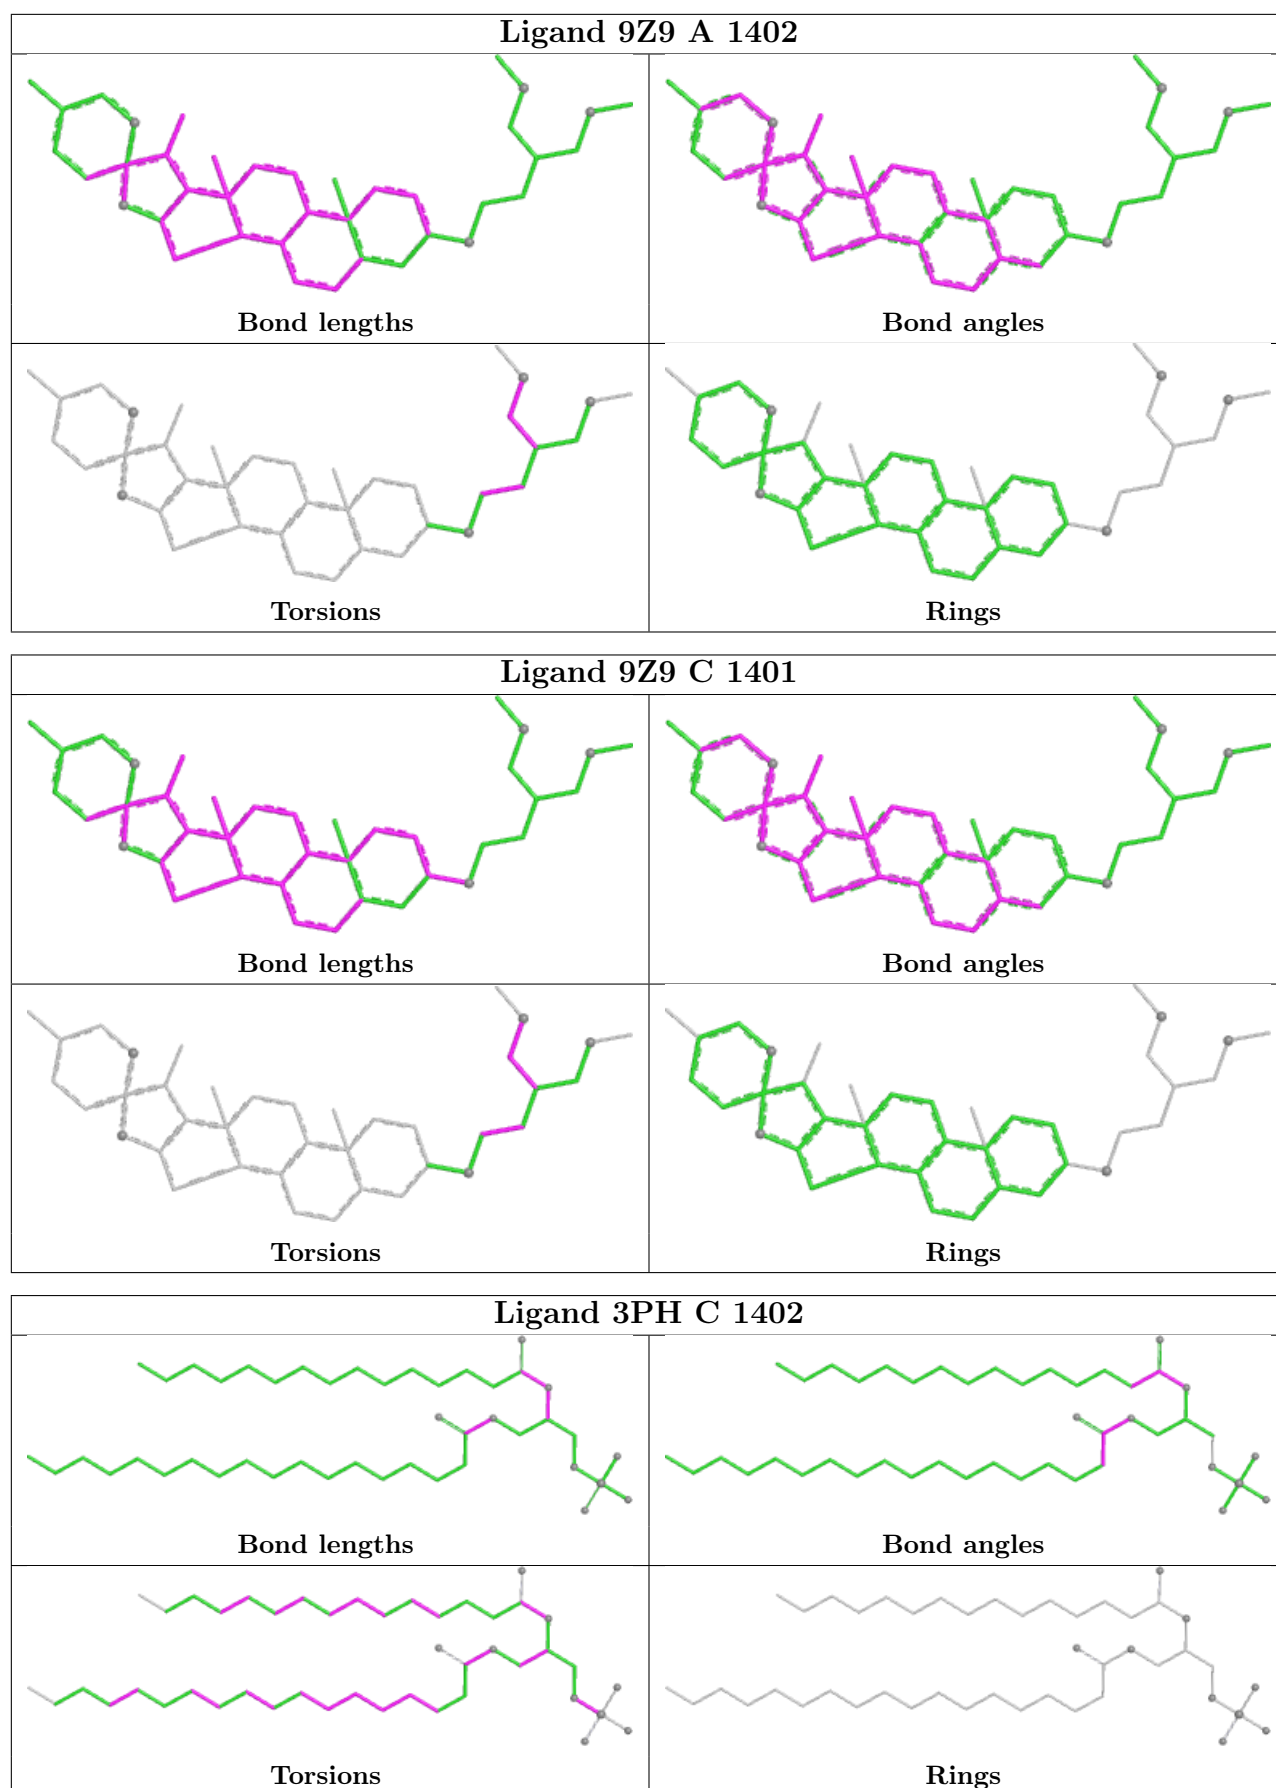 Ligand 9Z9 A 1402
Bond lengths
Bond angles
Torsions
Rings
Ligand 9Z9 C 1401
Bond lengths
Bond angles
Torsions
Rings
Ligand 3PH C 1402
Bond lengths
Bond angles
Torsions
Rings